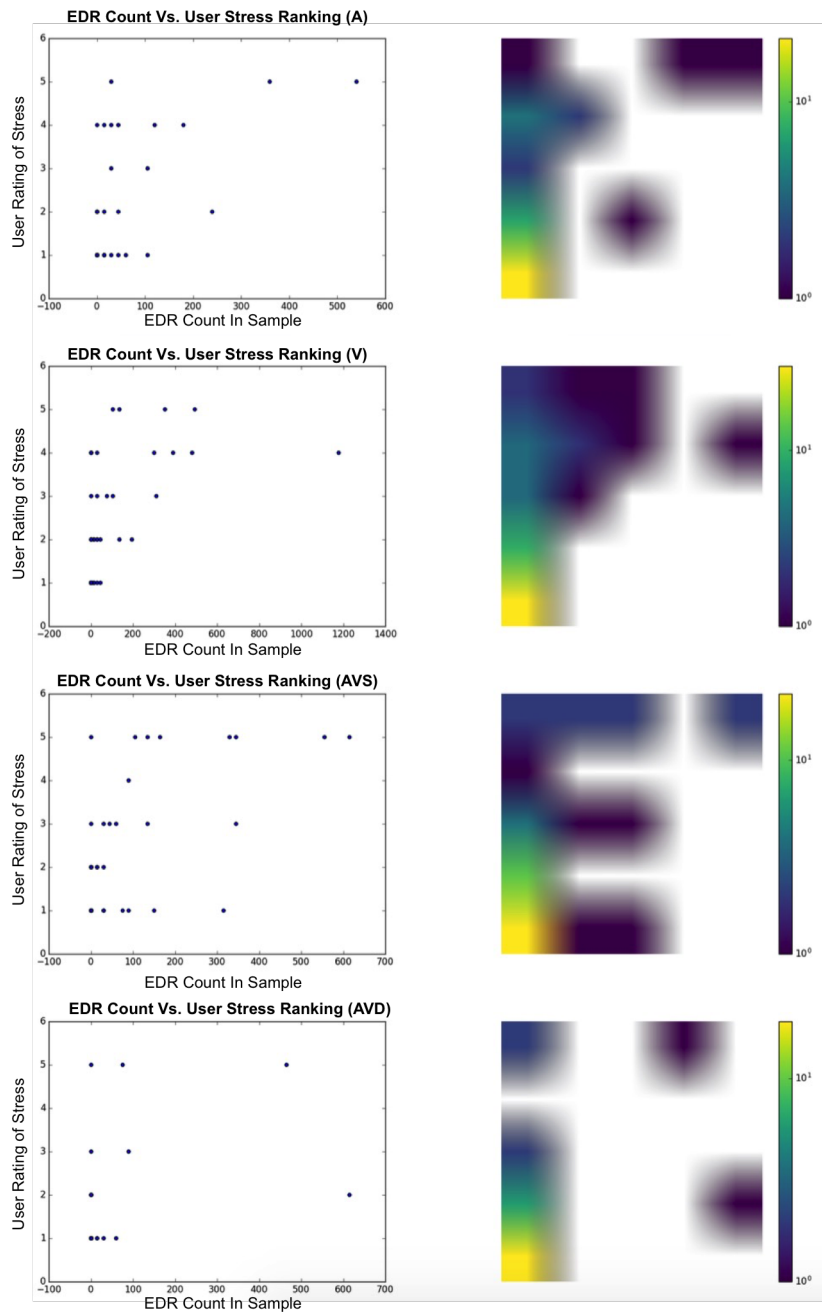 EDR Count Vs. User Stress Ranking (A)
6
5
4
3
2
1
0
User Rating of Stress
−100 0 100 200 300 400 500 600
EDR Count In Sample
10¹
10⁰
EDR Count Vs. User Stress Ranking (V)
6
5
4
3
2
1
0
User Rating of Stress
−200 0 200 400 600 800 1000 1200 1400
EDR Count In Sample
10¹
10⁰
EDR Count Vs. User Stress Ranking (AVS)
6
5
4
3
2
1
0
User Rating of Stress
−100 0 100 200 300 400 500 600 700
EDR Count In Sample
10¹
10⁰
EDR Count Vs. User Stress Ranking (AVD)
6
5
4
3
2
1
0
User Rating of Stress
−100 0 100 200 300 400 500 600 700
EDR Count In Sample
10¹
10⁰